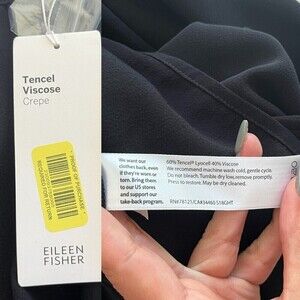 Tencel
Viscose
Crepe
EILEEN
FISHER
We want our
clothes back, even
if they're worn or
torn. Bring them
to our US stores
and support our
take-back program.
60% Tencel® Lyocell 40% Viscose
We recommend machine wash cold, gentle cycle.
Do not bleach. Tumble dry low, remove promptly.
Press to restore. May be dry cleaned.